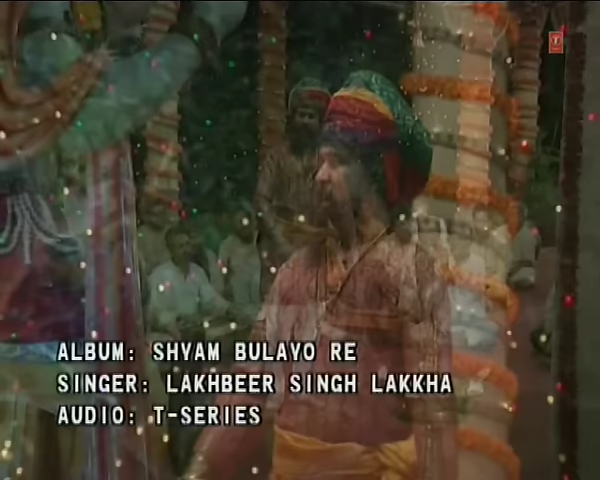 T
ALBUM: SHYAM BULAYO RE
SINGER: LAKHBEER SINGH LAKKHA
AUDIO: T-SERIES